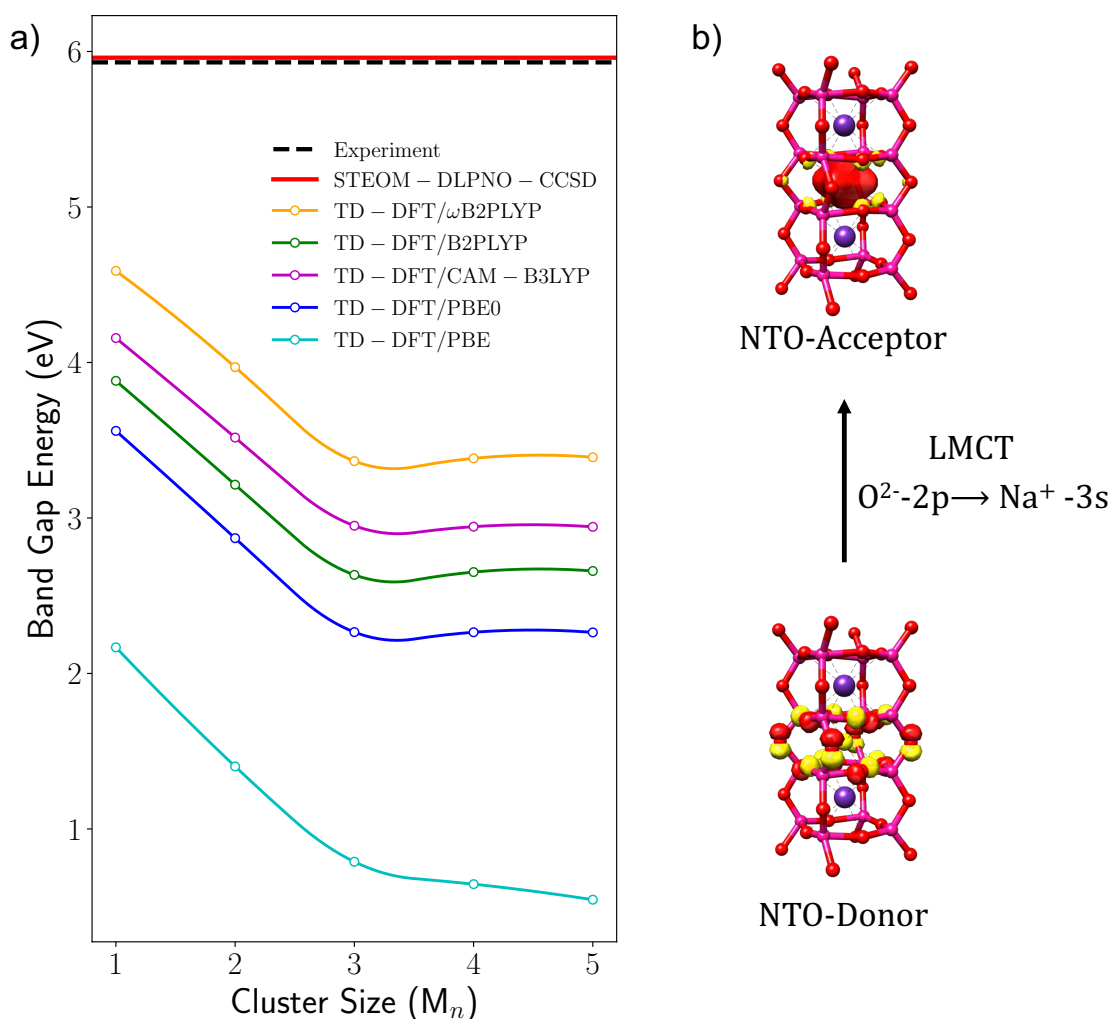 a)
Band Gap Energy (eV)
6
5
4
3
2
1
Experiment
STEOM − DLPNO − CCSD
TD − DFT/ωB2PLYP
TD − DFT/B2PLYP
TD − DFT/CAM − B3LYP
TD − DFT/PBE0
TD − DFT/PBE
1 2 3 4 5
Cluster Size (Mₙ)
b)
NTO-Acceptor
LMCT
O²⁻-2p⟶ Na⁺ -3s
NTO-Donor